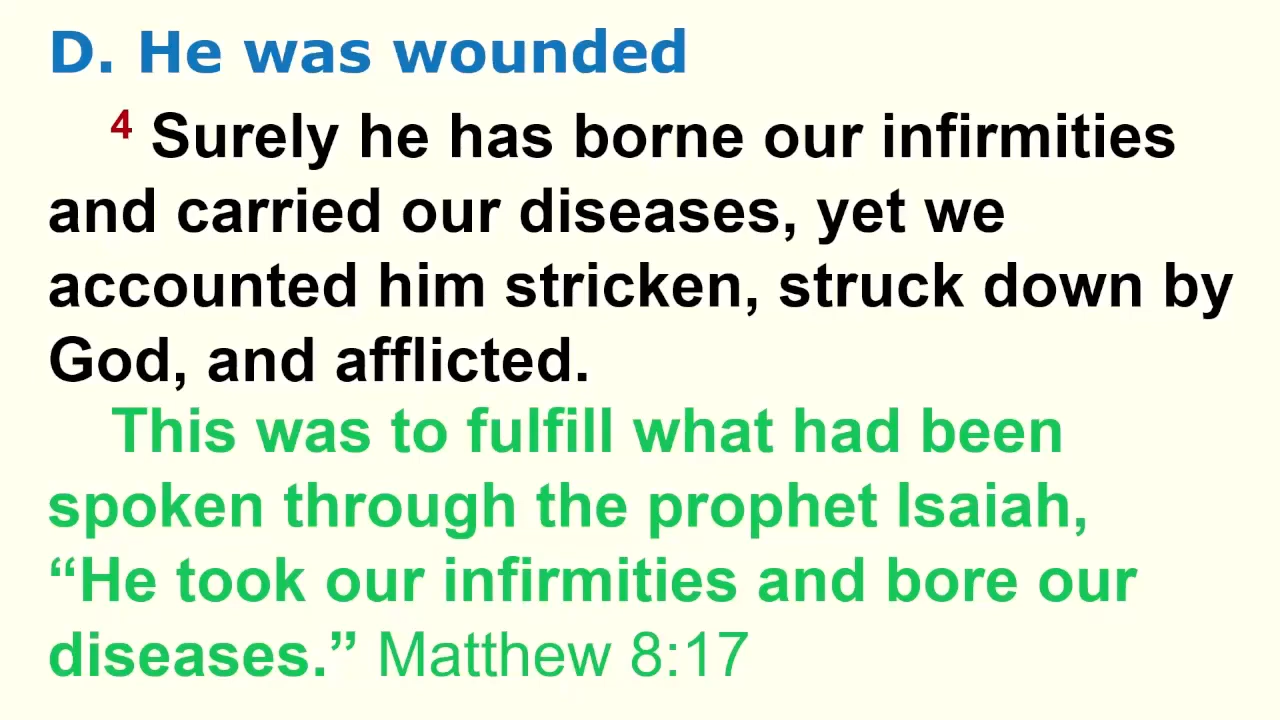 D. He was wounded
4 Surely he has borne our infirmities
and carried our diseases, yet we
accounted him stricken, struck down by
God, and afflicted.
This was to fulfill what had been
spoken through the prophet Isaiah,
“He took our infirmities and bore our
diseases.” Matthew 8:17